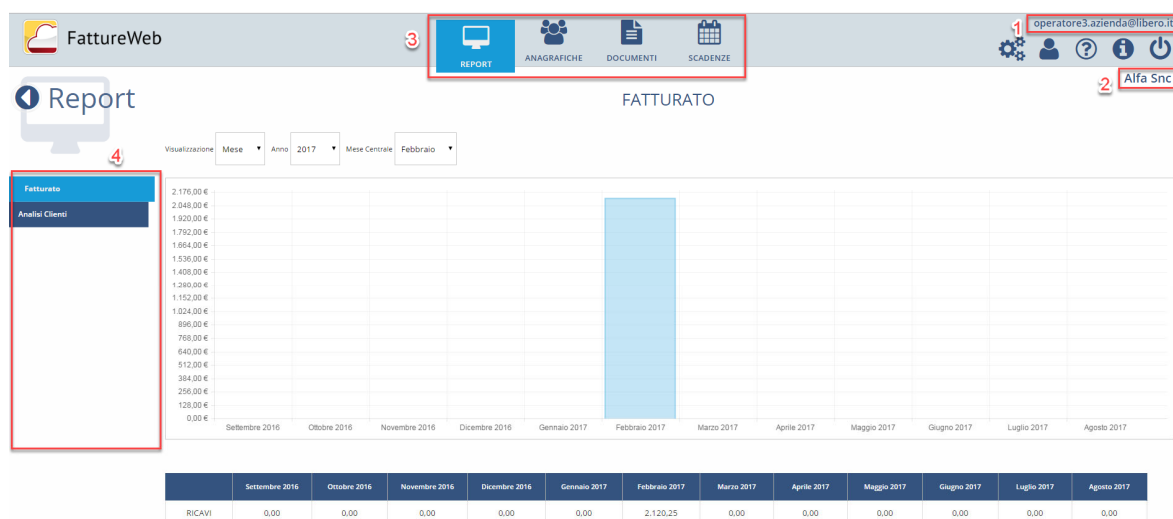 operatore3.azienda@libero.it
1
FattureWeb
3
REPORT ANAGRAFICHE DOCUMENTI SCADENZE
2
Alfa Snc
Report
FATTURATO
4
Visualizzazione Mese Anno 2017 Mese Centrale Febbraio
Fatturato
Analisi Clienti
2.176,00 €
2.048,00 €
1.920,00 €
1.792,00 €
1.664,00 €
1.536,00 €
1.408,00 €
1.280,00 €
1.152,00 €
1.024,00 €
896,00 €
768,00 €
640,00 €
512,00 €
384,00 €
256,00 €
128,00 €
0,00 €
Settembre 2016 Ottobre 2016 Novembre 2016 Dicembre 2016 Gennaio 2017 Febbraio 2017 Marzo 2017 Aprile 2017 Maggio 2017 Giugno 2017 Luglio 2017 Agosto 2017
Settembre 2016 Ottobre 2016 Novembre 2016 Dicembre 2016 Gennaio 2017 Febbraio 2017 Marzo 2017 Aprile 2017 Maggio 2017 Giugno 2017 Luglio 2017 Agosto 2017
RICAVI 0,00 0,00 0,00 0,00 0,00 2.120,25 0,00 0,00 0,00 0,00 0,00 0,00